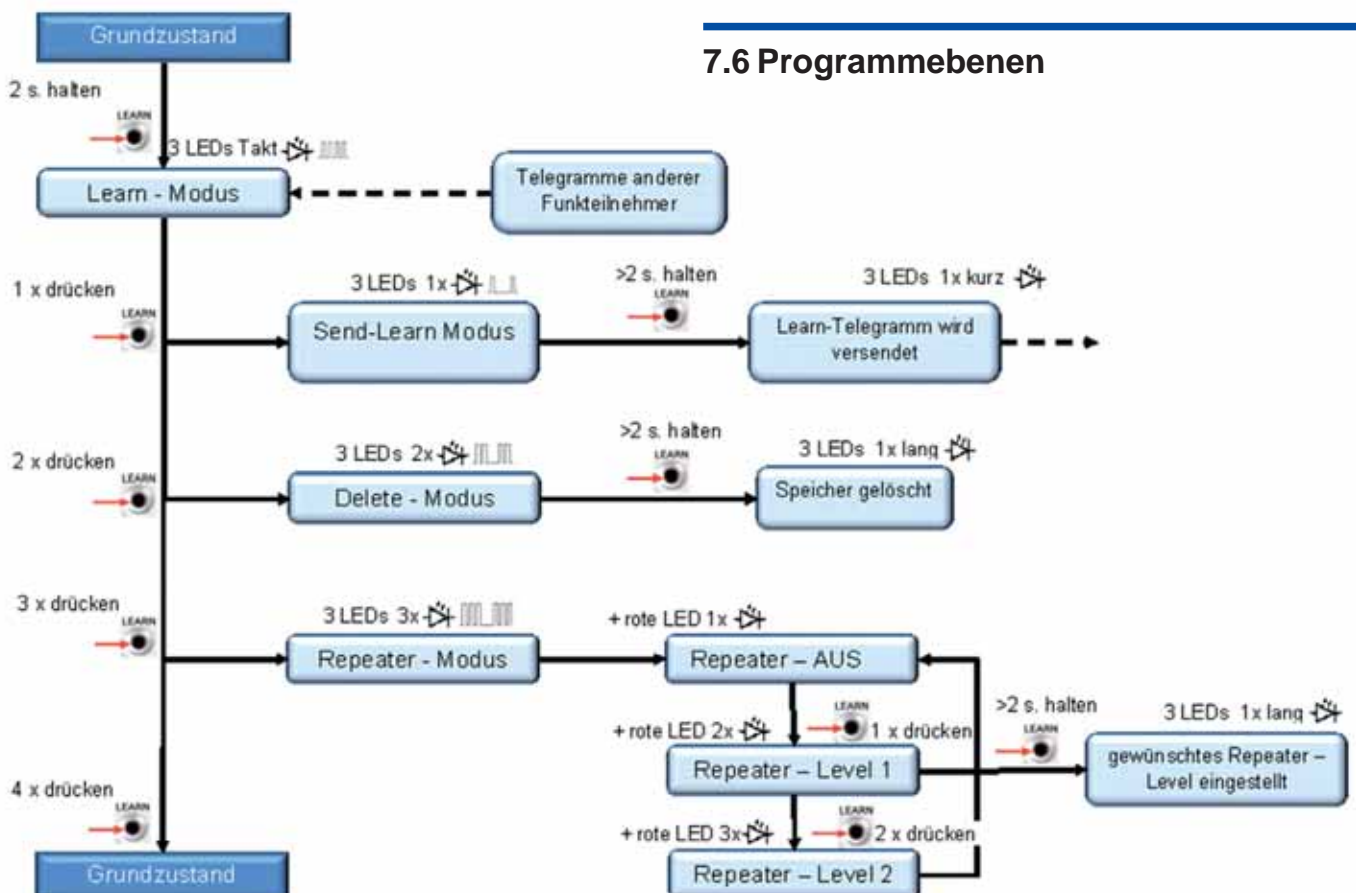 Grundzustand
7.6 Programmebenen
2 s. halten
LEARN
3 LEDs Takt
Learn - Modus
Telegramme anderer
Funkteilnehmer
1 x drücken
LEARN
3 LEDs 1x
Send-Learn Modus
>2 s. halten
LEARN
3 LEDs 1x kurz
Learn-Telegramm wird
versendet
2 x drücken
LEARN
3 LEDs 2x
Delete - Modus
>2 s. halten
LEARN
3 LEDs 1x lang
Speicher gelöscht
3 x drücken
LEARN
3 LEDs 3x
Repeater - Modus
+ rote LED 1x
Repeater – AUS
LEARN
1 x drücken
+ rote LED 2x
Repeater – Level 1
>2 s. halten
LEARN
3 LEDs 1x lang
gewünschtes Repeater –
Level eingestellt
LEARN
2 x drücken
+ rote LED 3x
Repeater – Level 2
4 x drücken
LEARN
Grundzustand